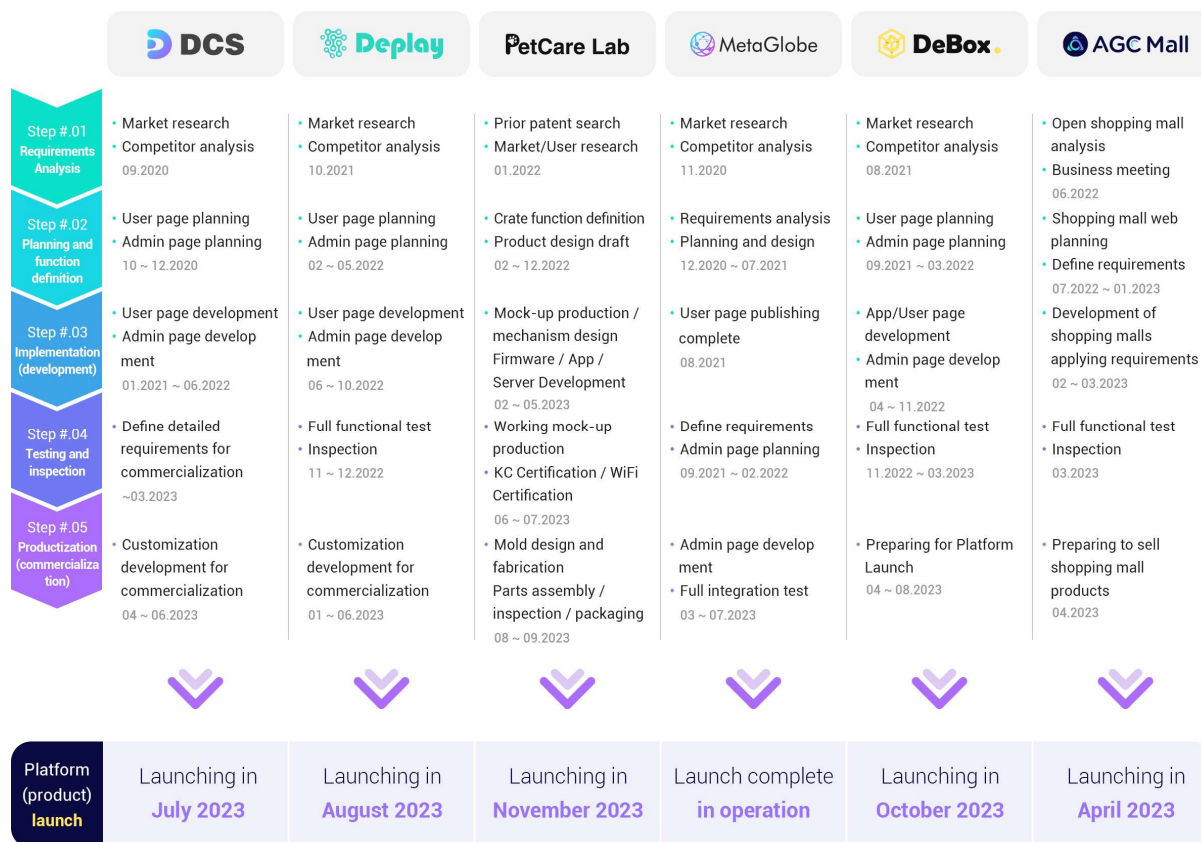 DCS
Deplay
PetCare Lab
MetaGlobe
DeBox.
AGC Mall
Step #.01
Requirements
Analysis
• Market research
• Competitor analysis
09.2020
• Market research
• Competitor analysis
10.2021
• Prior patent search
• Market/User research
01.2022
• Market research
• Competitor analysis
11.2020
• Market research
• Competitor analysis
08.2021
• Open shopping mall
analysis
• Business meeting
06.2022
Step #.02
Planning and
function
definition
• User page planning
• Admin page planning
10 ~ 12.2020
• User page planning
• Admin page planning
02 ~ 05.2022
• Crate function definition
• Product design draft
02 ~ 12.2022
• Requirements analysis
• Planning and design
12.2020 ~ 07.2021
• User page planning
• Admin page planning
09.2021 ~ 03.2022
• Shopping mall web
planning
• Define requirements
07.2022 ~ 01.2023
Step #.03
Implementation
(development)
• User page development
• Admin page develop
ment
01.2021 ~ 06.2022
• User page development
• Admin page develop
ment
06 ~ 10.2022
• Mock-up production /
mechanism design
Firmware / App /
Server Development
02 ~ 05.2023
• User page publishing
complete
08.2021
• App/User page
development
• Admin page develop
ment
04 ~ 11.2022
• Development of
shopping malls
applying requirements
02 ~ 03.2023
Step #.04
Testing and
inspection
• Define detailed
requirements for
commercialization
~03.2023
• Full functional test
• Inspection
11 ~ 12.2022
• Working mock-up
production
• KC Certification / WiFi
Certification
06 ~ 07.2023
• Define requirements
• Admin page planning
09.2021 ~ 02.2022
• Full functional test
• Inspection
11.2022 ~ 03.2023
• Full functional test
• Inspection
03.2023
Step #.05
Productization
(commercializa
tion)
• Customization
development for
commercialization
04 ~ 06.2023
• Customization
development for
commercialization
01 ~ 06.2023
• Mold design and
fabrication
Parts assembly /
inspection / packaging
08 ~ 09.2023
• Admin page develop
ment
• Full integration test
03 ~ 07.2023
• Preparing for Platform
Launch
04 ~ 08.2023
• Preparing to sell
shopping mall
products
04.2023
Platform
(product)
launch
Launching in
July 2023
Launching in
August 2023
Launching in
November 2023
Launch complete
in operation
Launching in
October 2023
Launching in
April 2023